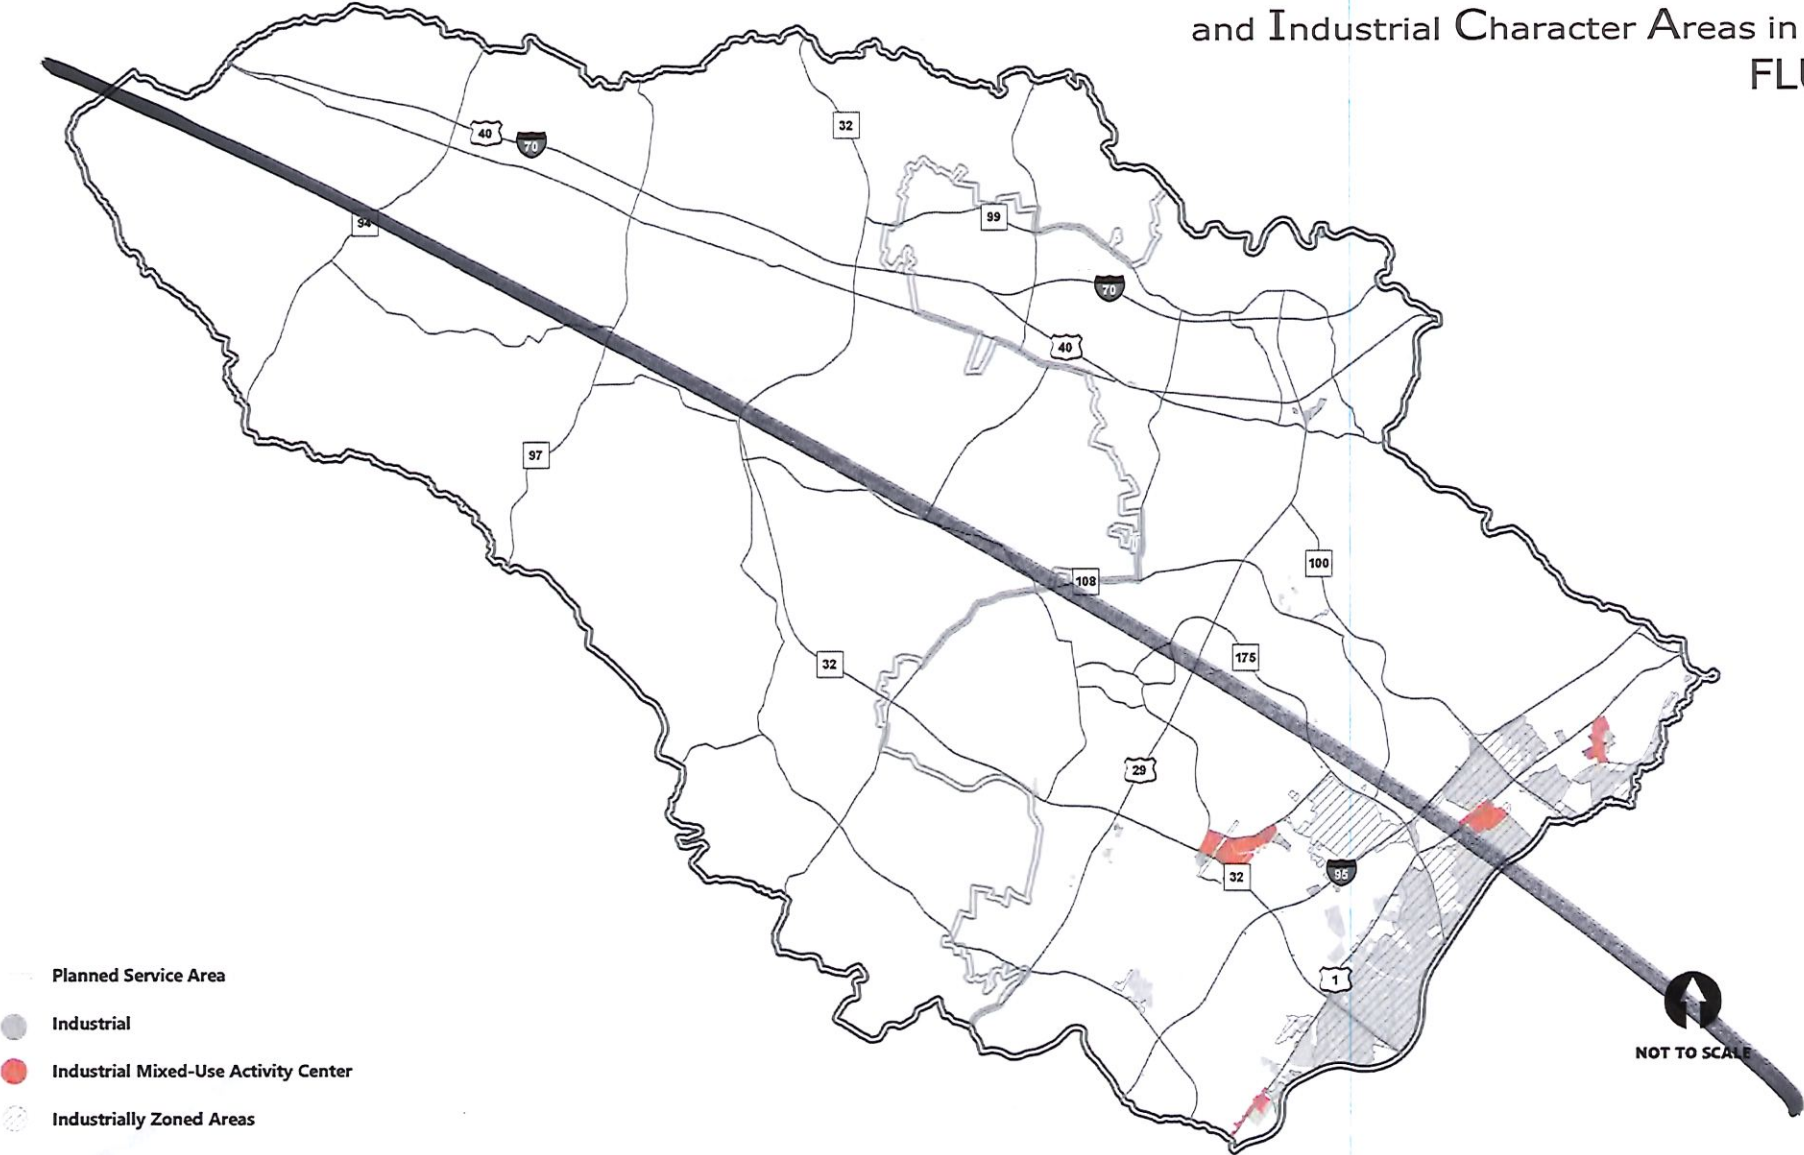 and Industrial Character Areas in
FLU
40
70
32
94
99
70
40
97
108
100
32
175
29
32
95
1
Planned Service Area
Industrial
Industrial Mixed-Use Activity Center
Industrially Zoned Areas
NOT TO SCALE